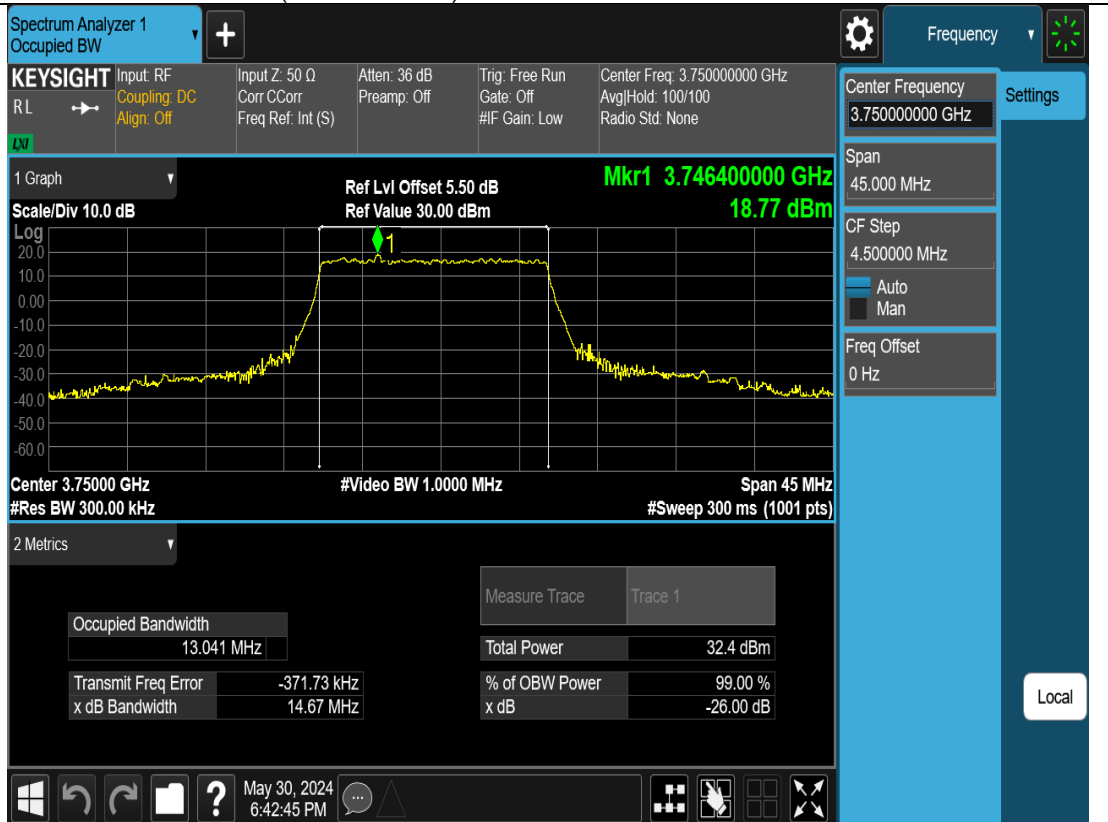 Spectrum Analyzer 1
Occupied BW
+
Frequency
KEYSIGHT
RL
LXI
Input: RF
Coupling: DC
Align: Off
Input Z: 50 Ω
Corr CCorr
Freq Ref: Int (S)
Atten: 36 dB
Preamp: Off
Trig: Free Run
Gate: Off
#IF Gain: Low
Center Freq: 3.750000000 GHz
Avg|Hold: 100/100
Radio Std: None
1 Graph
Scale/Div 10.0 dB
Ref Lvl Offset 5.50 dB
Ref Value 30.00 dBm
Mkr1 3.746400000 GHz
18.77 dBm
Log
1
20.0
10.0
0.00
-10.0
-20.0
-30.0
-40.0
-50.0
-60.0
Center 3.75000 GHz
#Res BW 300.00 kHz
#Video BW 1.0000 MHz
Span 45 MHz
#Sweep 300 ms (1001 pts)
2 Metrics
Measure Trace Trace 1
Occupied Bandwidth
13.041 MHz
Total Power 32.4 dBm
Transmit Freq Error -371.73 kHz
% of OBW Power 99.00 %
x dB Bandwidth 14.67 MHz
x dB -26.00 dB
Center Frequency
3.750000000 GHz
Settings
Span
45.000 MHz
CF Step
4.500000 MHz
Auto
Man
Freq Offset
0 Hz
Local
?
May 30, 2024
6:42:45 PM